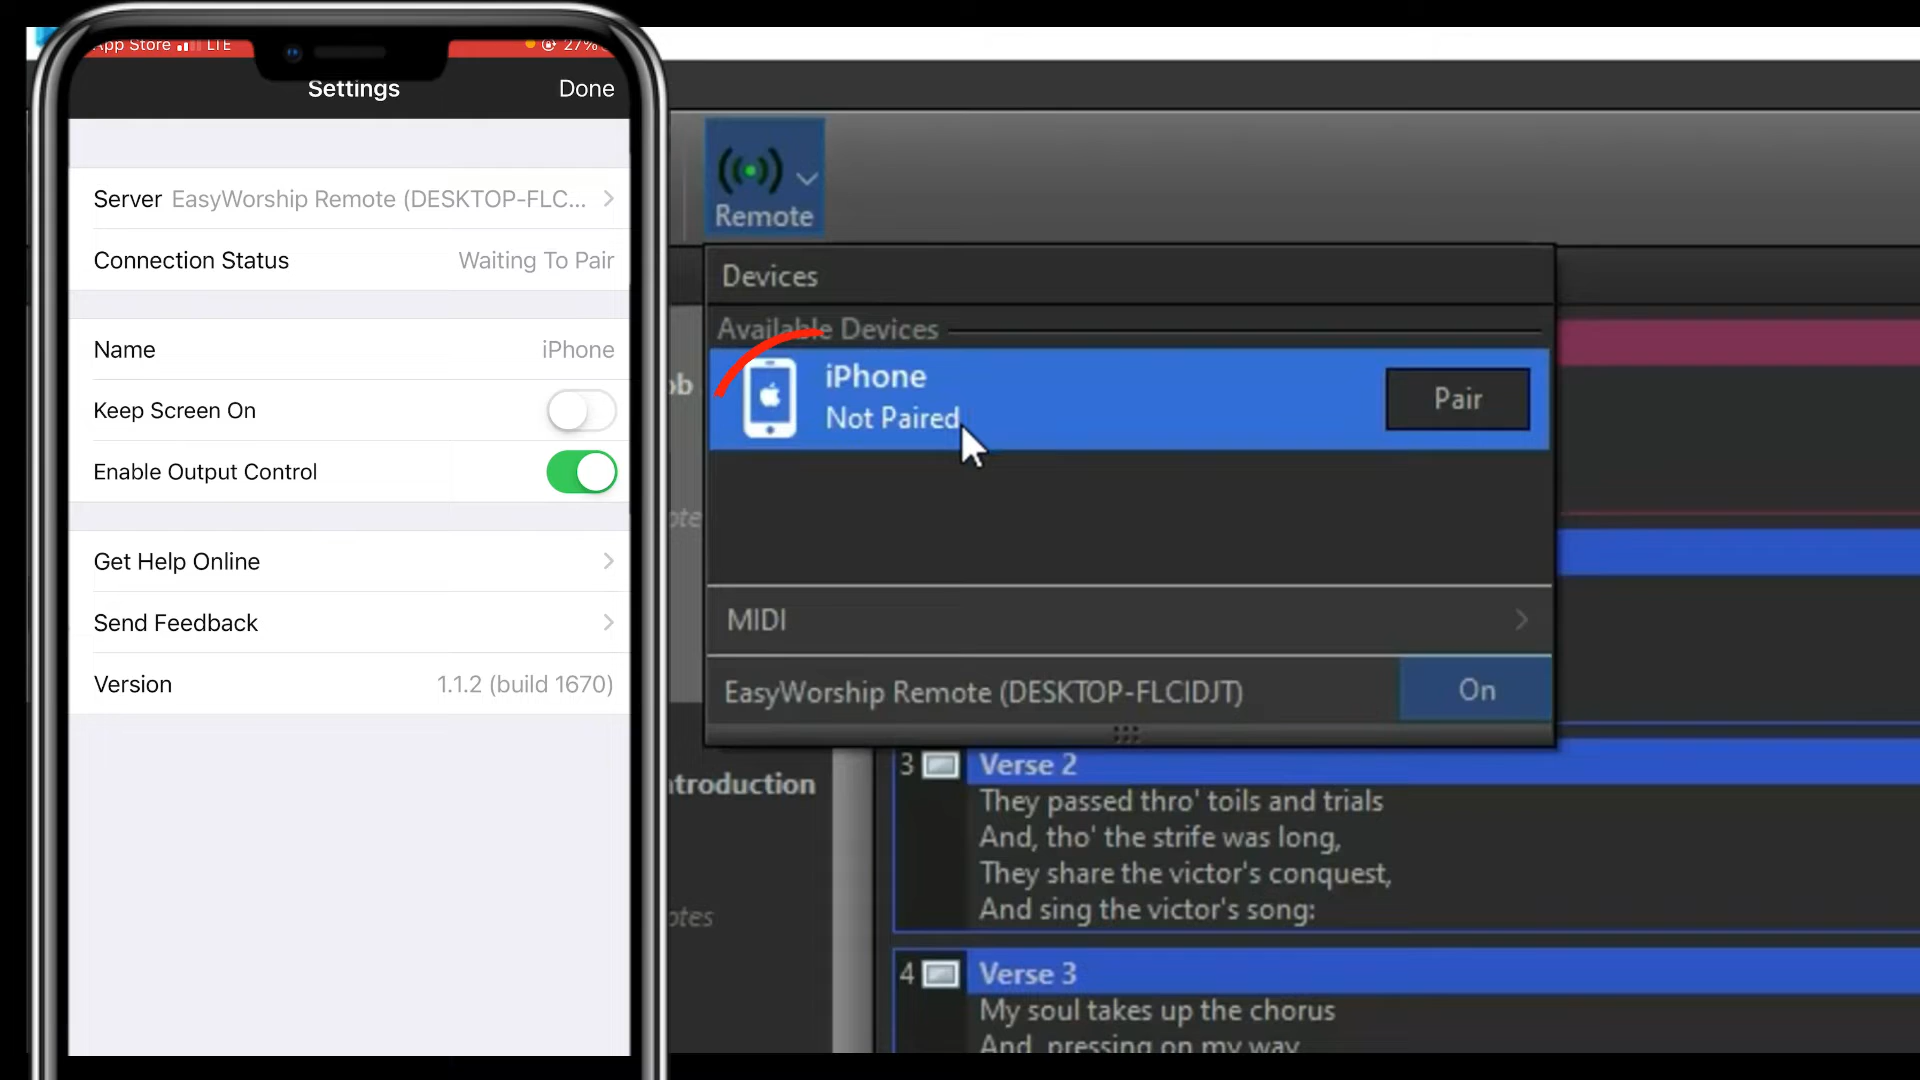 App Store LTE 27%
Settings Done
Server EasyWorship Remote (DESKTOP-FLC...
Connection Status Waiting To Pair
Name iPhone
Keep Screen On
Enable Output Control
Get Help Online
Send Feedback
Version 1.1.2 (build 1670)
Remote
Devices
Available Devices
iPhone
Not Paired
Pair
MIDI
EasyWorship Remote (DESKTOP-FLCIDJT)
On
3 Verse 2
They passed thro' toils and trials
And, tho' the strife was long,
They share the victor's conquest,
And sing the victor's song:
4 Verse 3
My soul takes up the chorus
And, pressing on my way,